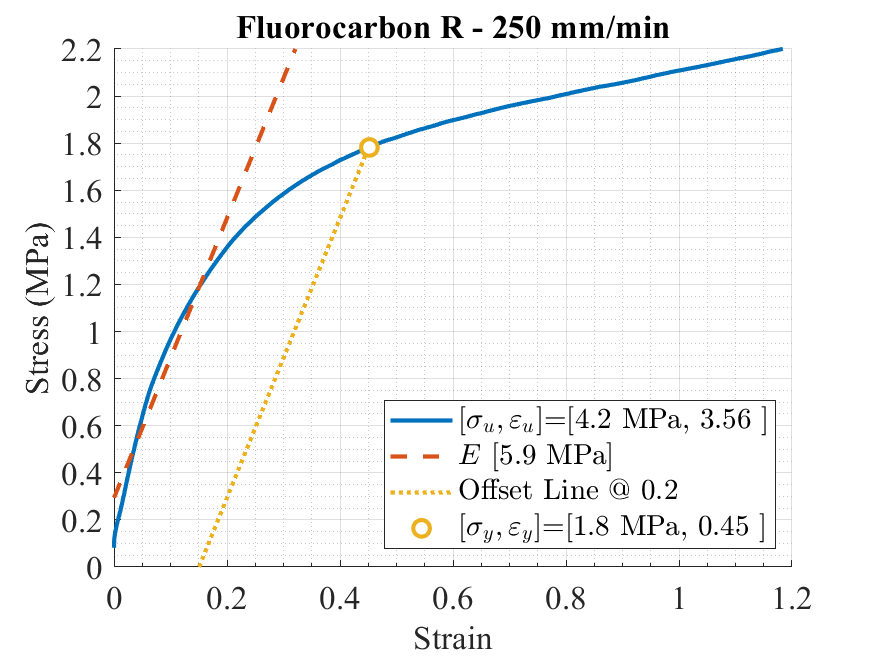 Fluorocarbon R - 250 mm/min
Stress (MPa)
2.2
2
1.8
1.6
1.4
1.2
1
0.8
0.6
0.4
0.2
0
[σu, εu]=[4.2 MPa, 3.56 ]
E [5.9 MPa]
Offset Line @ 0.2
[σy, εy]=[1.8 MPa, 0.45 ]
0 0.2 0.4 0.6 0.8 1 1.2
Strain